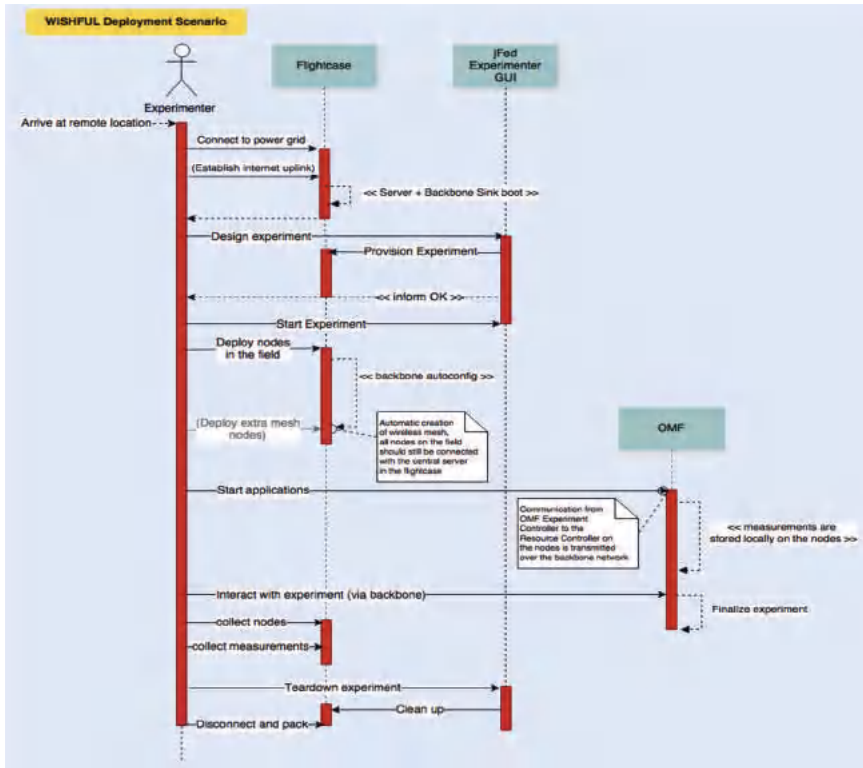 WiSHFUL Deployment Scenario
Flightcase
jFed
Experimenter
GUI
Experimenter
Arrive at remote location
Connect to power grid
(Establish internet uplink)
<< Server + Backbone Sink boot >>
Design experiment
Provision Experiment
<< inform OK >>
Start Experiment
Deploy nodes
in the field
<< backbone autoconfig >>
(Deploy extra mesh
nodes)
Automatic creation
of wireless mesh,
all nodes on the field
should still be connected
with the central server
in the flightcase
OMF
Start applications
Communication from
OMF Experiment
Controller to the
Resource Controller on
the nodes is transmitted
over the backbone network
<< measurements are
stored locally on the nodes >>
Interact with experiment (via backbone)
Finalize experiment
collect nodes
collect measurements
Teardown experiment
Clean up
Disconnect and pack